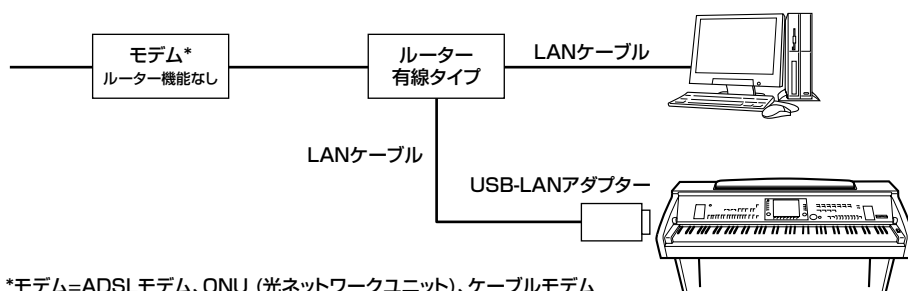 モデム*
ルーター機能なし
ルーター
有線タイプ
LANケーブル
LANケーブル
USB-LANアダプター
*モデム=ADSLモデム、ONU（光ネットワークユニット）、ケーブルモデム